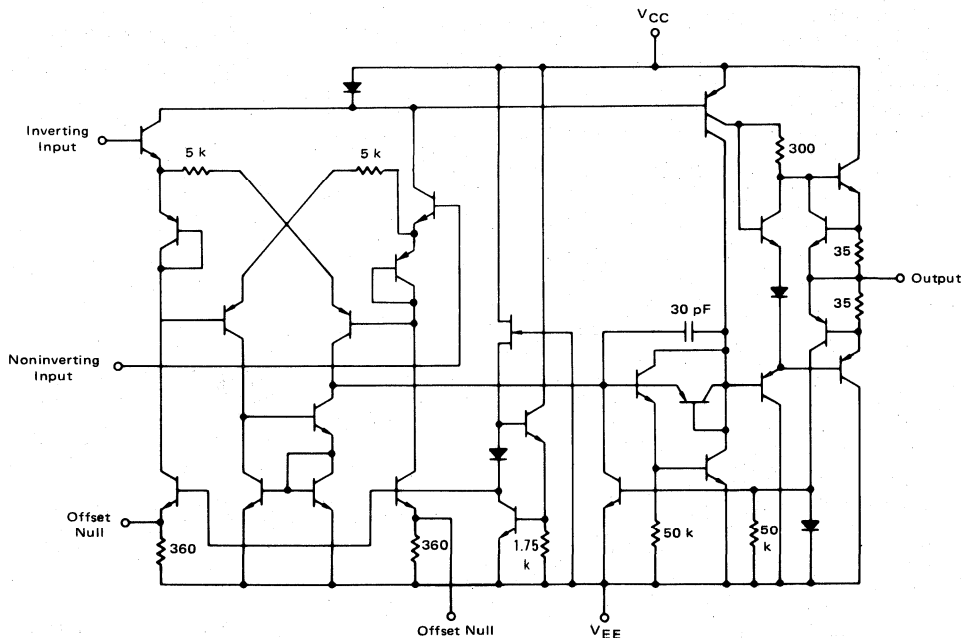 VCC
Inverting
Input
5 k
5 k
300
35
Output
35
30 pF
Noninverting
Input
Offset
Null
360
360
1.75
k
50 k
50
k
Offset Null
VEE